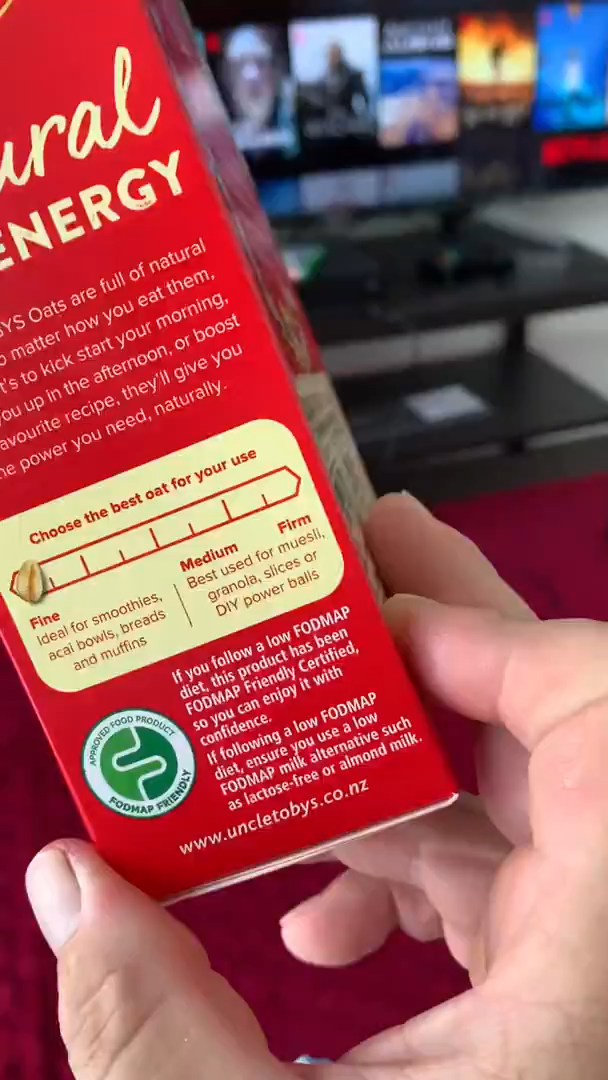 ural
ENERGY
YS Oats are full of natural
matter how you eat them,
t's to kick start your morning,
you up in the afternoon, or boost
avourite recipe, they'll give you
he power you need, naturally.
Choose the best oat for your use
Fine
Ideal for smoothies,
acai bowls, breads
and muffins
Medium
Firm
Best used for muesli,
granola, slices or
DIY power balls
If you follow a low FODMAP
diet, this product has been
FODMAP Friendly Certified,
so you can enjoy it with
confidence.
If following a low FODMAP
diet, ensure you use a low
FODMAP milk alternative such
as lactose-free or almond milk.
APPROVED FOOD PRODUCT
FODMAP FRIENDLY
www.uncletobys.co.nz